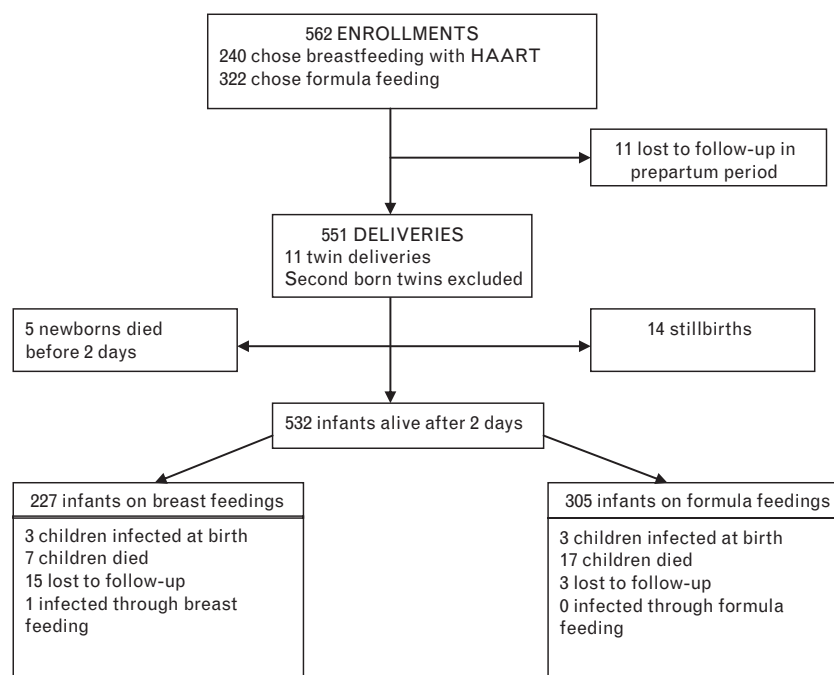 562 ENROLLMENTS
240 chose breastfeeding with HAART
322 chose formula feeding
11 lost to follow-up in
prepartum period
551 DELIVERIES
11 twin deliveries
Second born twins excluded
5 newborns died
before 2 days
14 stillbirths
532 infants alive after 2 days
227 infants on breast feedings
3 children infected at birth
7 children died
15 lost to follow-up
1 infected through breast
feeding
305 infants on formula feedings
3 children infected at birth
17 children died
3 lost to follow-up
0 infected through formula
feeding